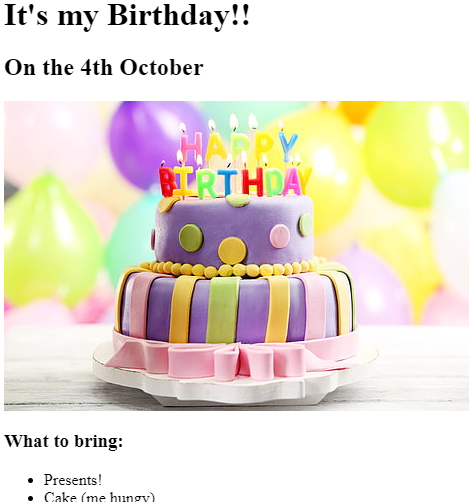 It's my Birthday!!
On the 4th October
HAPPY
BIRTHDAY
What to bring:
Presents!
Cake (me hungy)